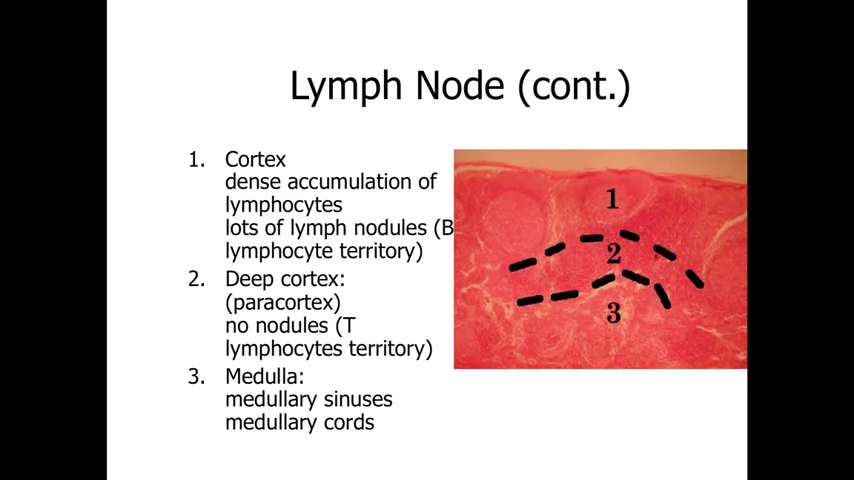 Lymph Node (cont.)
1. Cortex
dense accumulation of
lymphocytes
lots of lymph nodules (B
lymphocyte territory)
2. Deep cortex:
(paracortex)
no nodules (T
lymphocytes territory)
3. Medulla:
medullary sinuses
medullary cords
1
2
3